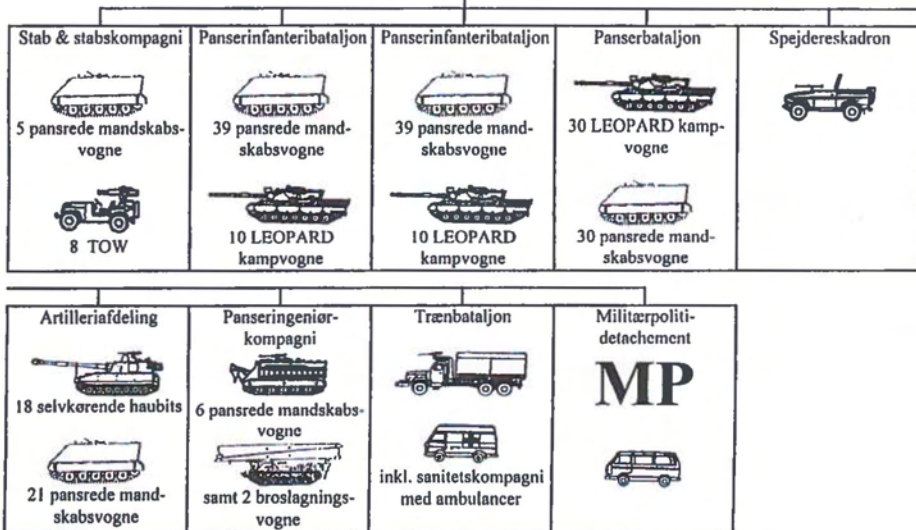 Stab & stabskompagni
5 pansrede mandskabs-
vogne
8 TOW
Panserinfanteribataljon
39 pansrede mand-
skabsvogne
10 LEOPARD
kampvogne
Panserinfanteribataljon
39 pansrede mand-
skabsvogne
10 LEOPARD
kampvogne
Panserbataljon
30 LEOPARD kamp-
vogne
30 pansrede mand-
skabsvogne
Spejdereskadron
Artilleriafdeling
18 selvkørende haubits
21 pansrede mand-
skabsvogne
Panseringeniør-
kompagni
6 pansrede mandskabs-
vogne
samt 2 broslagnings-
vogne
Trænbataljon
inkl. sanitetskompagni
med ambulancer
Militærpoliti-
detachement
MP